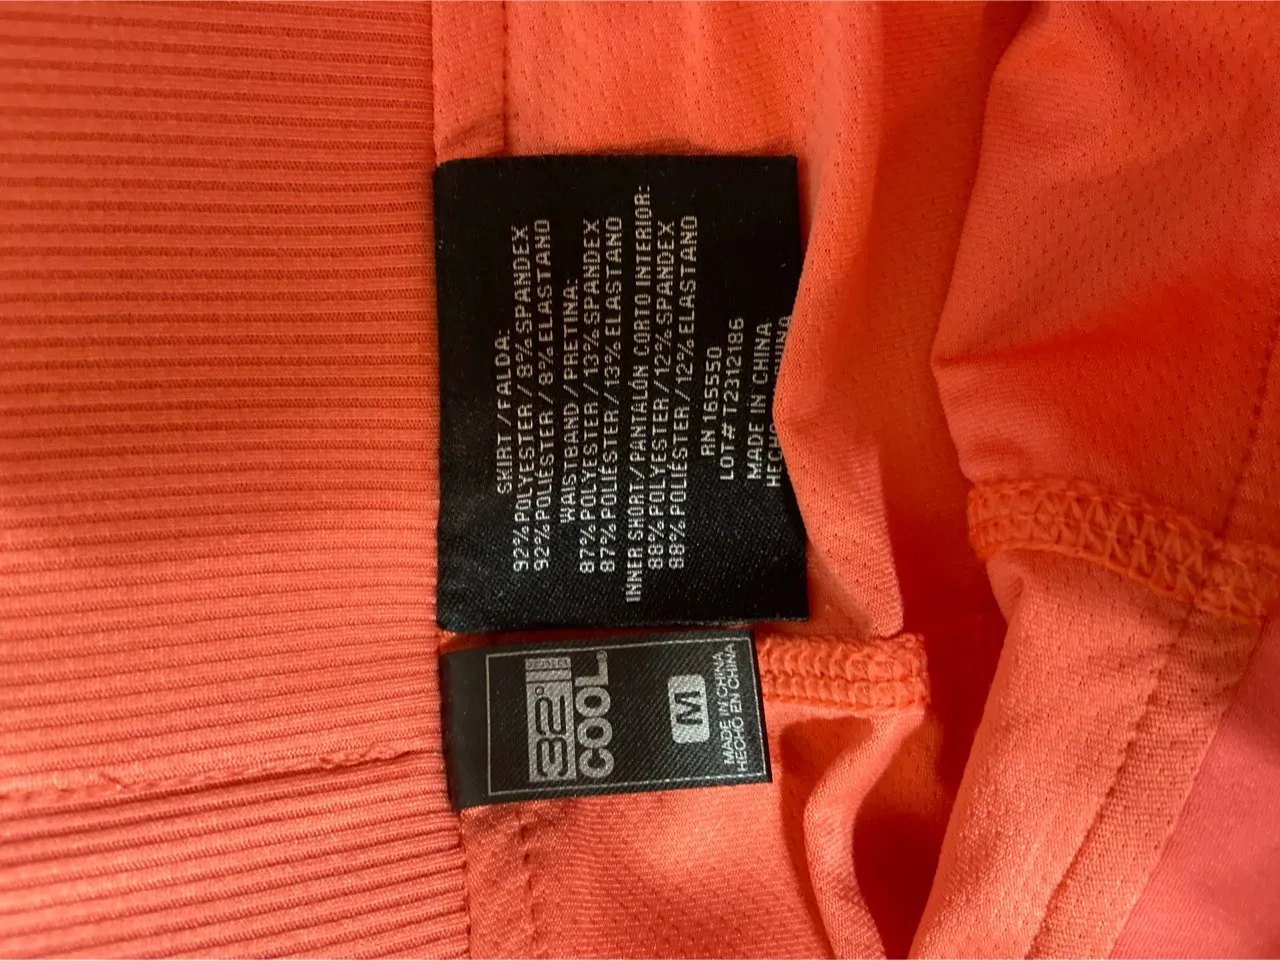 SKIRT/FALDA:
92% POLYESTER / 8% SPANDEX
92% POLIÉSTER / 8% ELASTANO
WAISTBAND / PRETINA:
87% POLYESTER / 13% SPANDEX
87% POLIÉSTER / 13% ELASTANO
INNER SHORT / PANTALÓN CORTO INTERIOR:
88% POLYESTER / 12% SPANDEX
88% POLIÉSTER / 12% ELASTANO
RN 165550
LOT# T2312186
MADE IN CHINA
HECHO CHINA
32°
COOL
M
MADE IN CHINA
HECHO EN CHINA